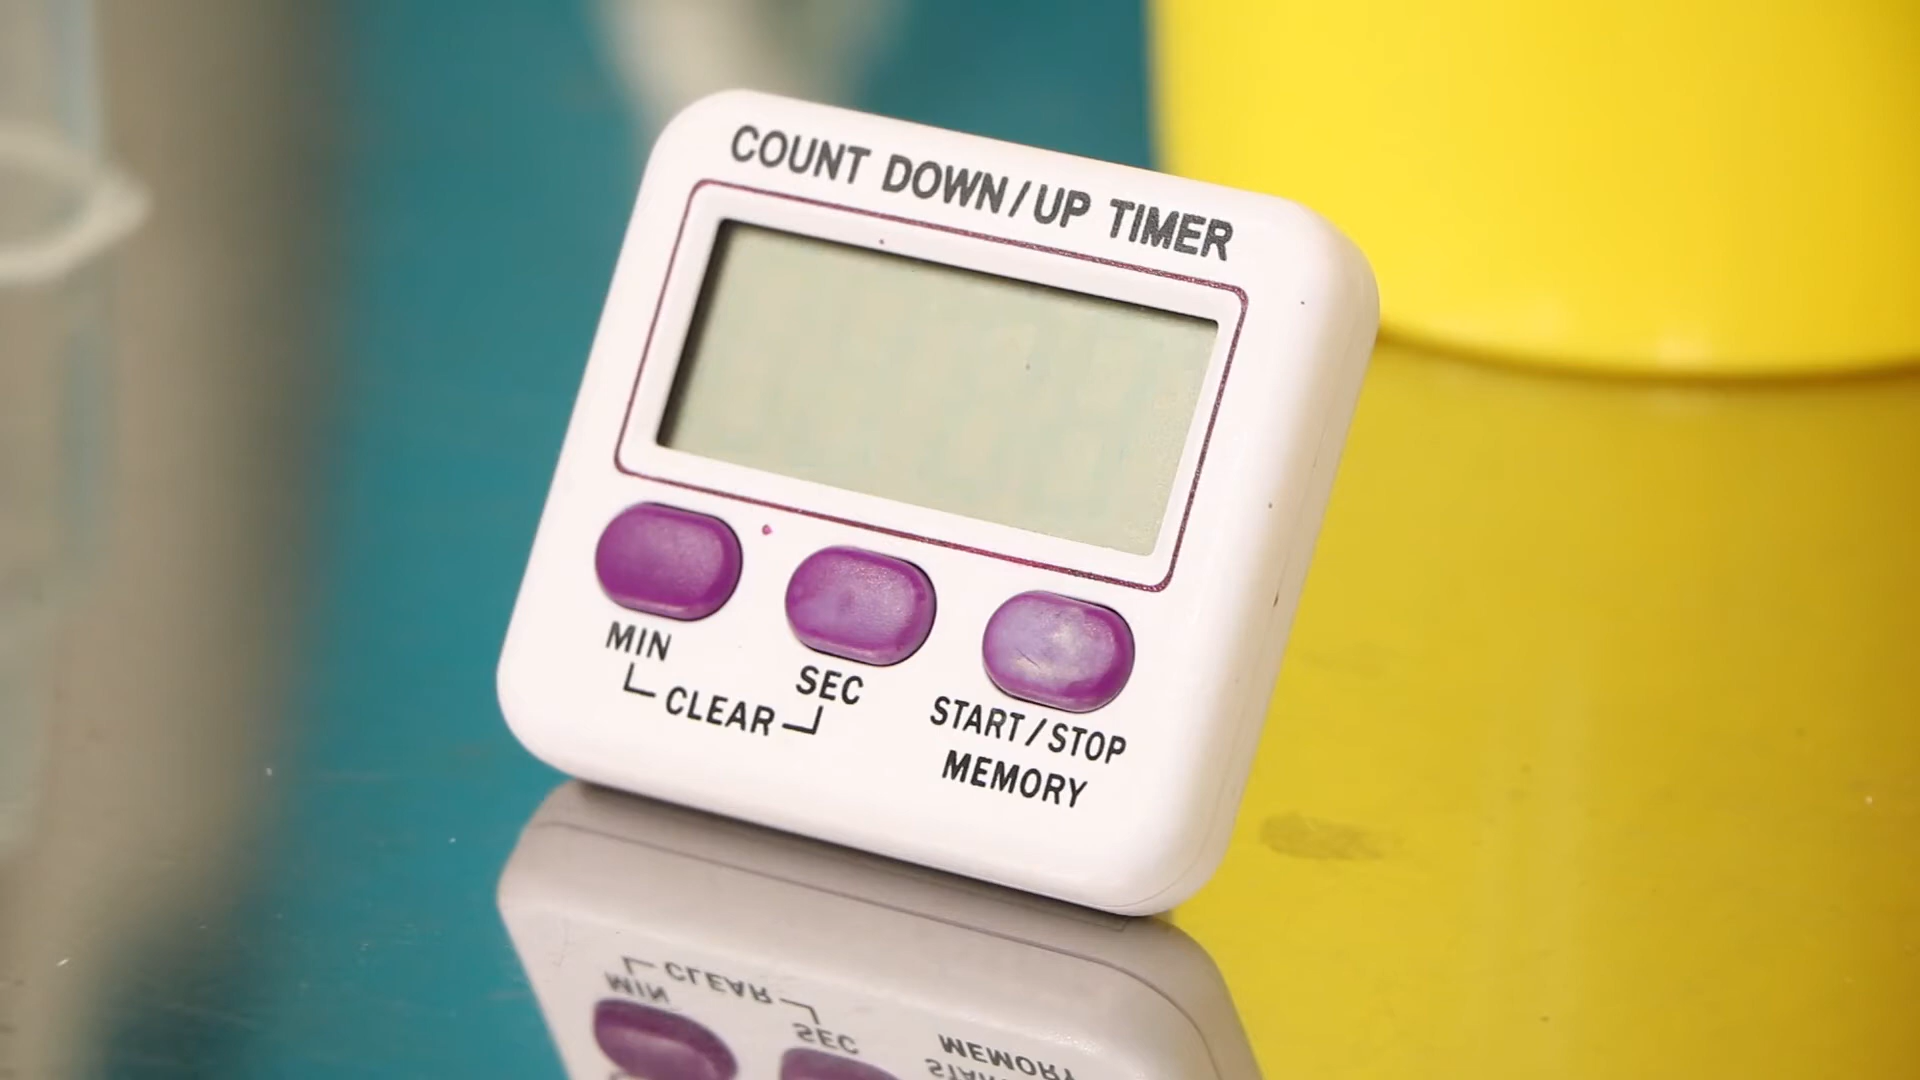 COUNT DOWN/UP TIMER
MIN
SEC
CLEAR
START/STOP
MEMORY